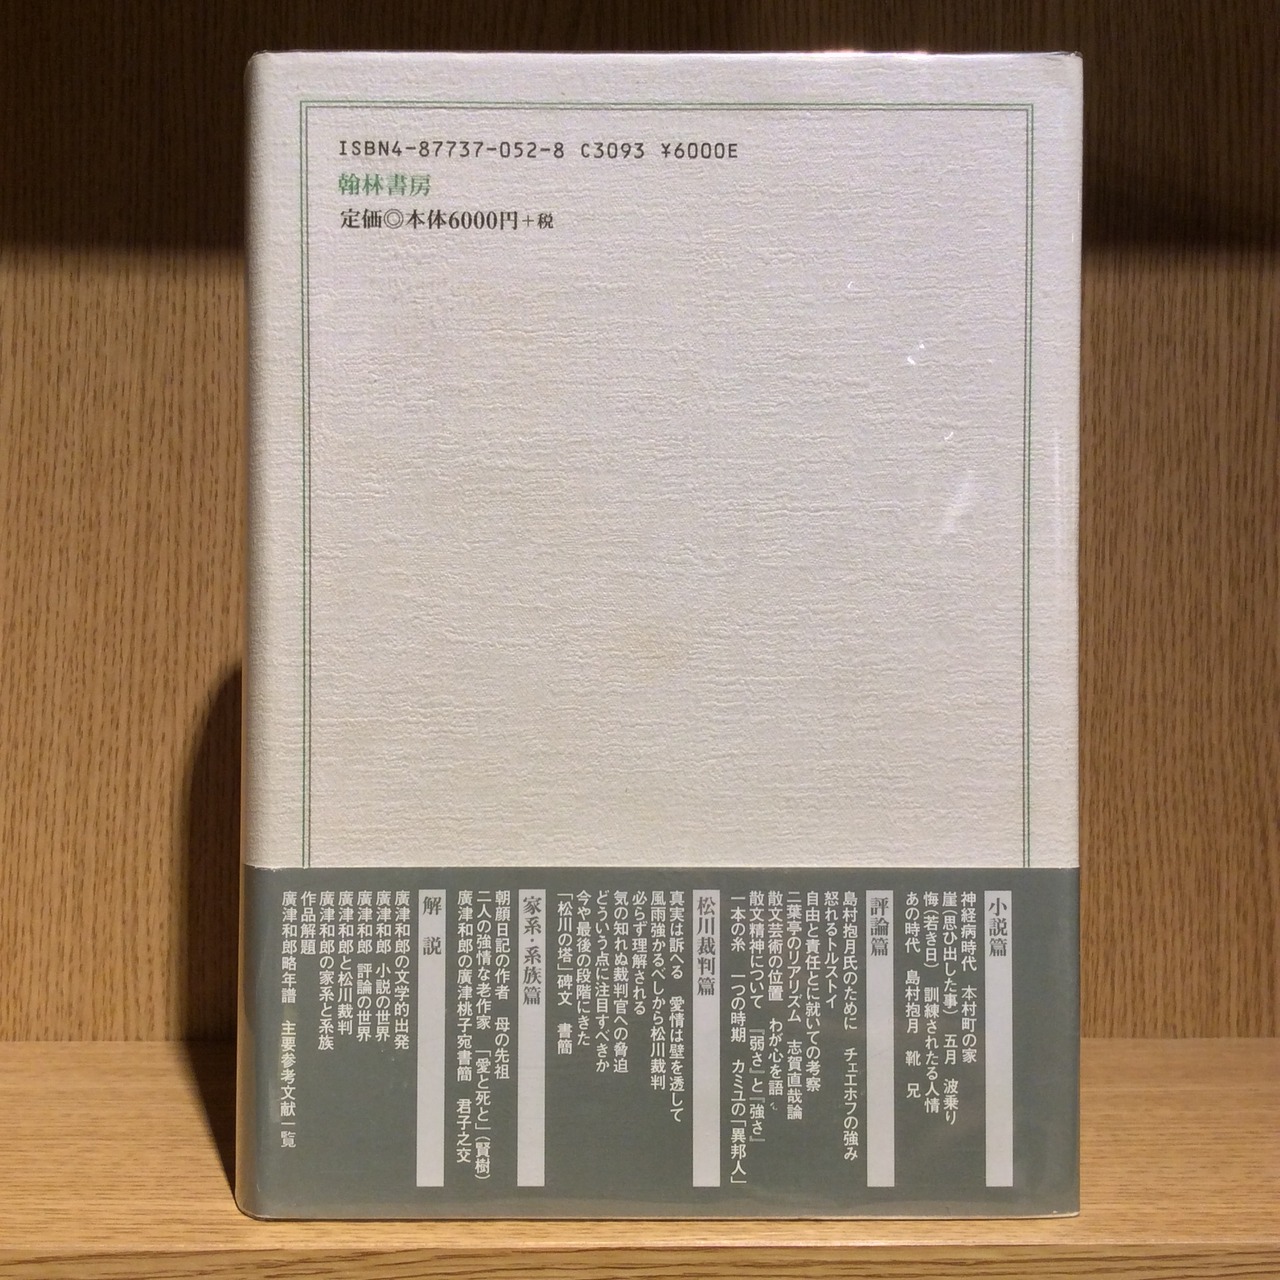 ISBN4-87737-052-8 C3093 ¥6000E
翰林書房
定価◎本体6000円+税
小説篇
神経病時代　本村町の家
崖(思ひ出した事)　五月　波乗り
悔(若き日)　訓練されたる人情
あの時代　島村抱月　靴　兄
評論篇
島村抱月氏のために　チェエホフの強み
怒れるトルストイ
自由と責任とに就いての考察
二葉亭のリアリズム　志賀直哉論
散文芸術の位置　わが心を語る
散文精神について　『弱さ』と『強さ』
一本の糸　一つの時期　カミユの「異邦人」
松川裁判篇
真実は訴へる　愛情は壁を透して
風雨強かるべしから松川裁判
必らず理解される
気の知れぬ裁判官への脅迫
どういう点に注目すべきか
今や最後の段階にきた
「松川の塔」碑文　書簡
家系・系族篇
朝顔日記の作者　母の先祖
二人の強情な老作家　「愛と死と」(賢樹)
廣津和郎の廣津桃子宛書簡　君子之交
解説
廣津和郎の文学的出発
廣津和郎　小説の世界
廣津和郎　評論の世界
廣津和郎と松川裁判
廣津和郎の家系と系族
作品解題
廣津和郎略年譜　主要参考文献一覧